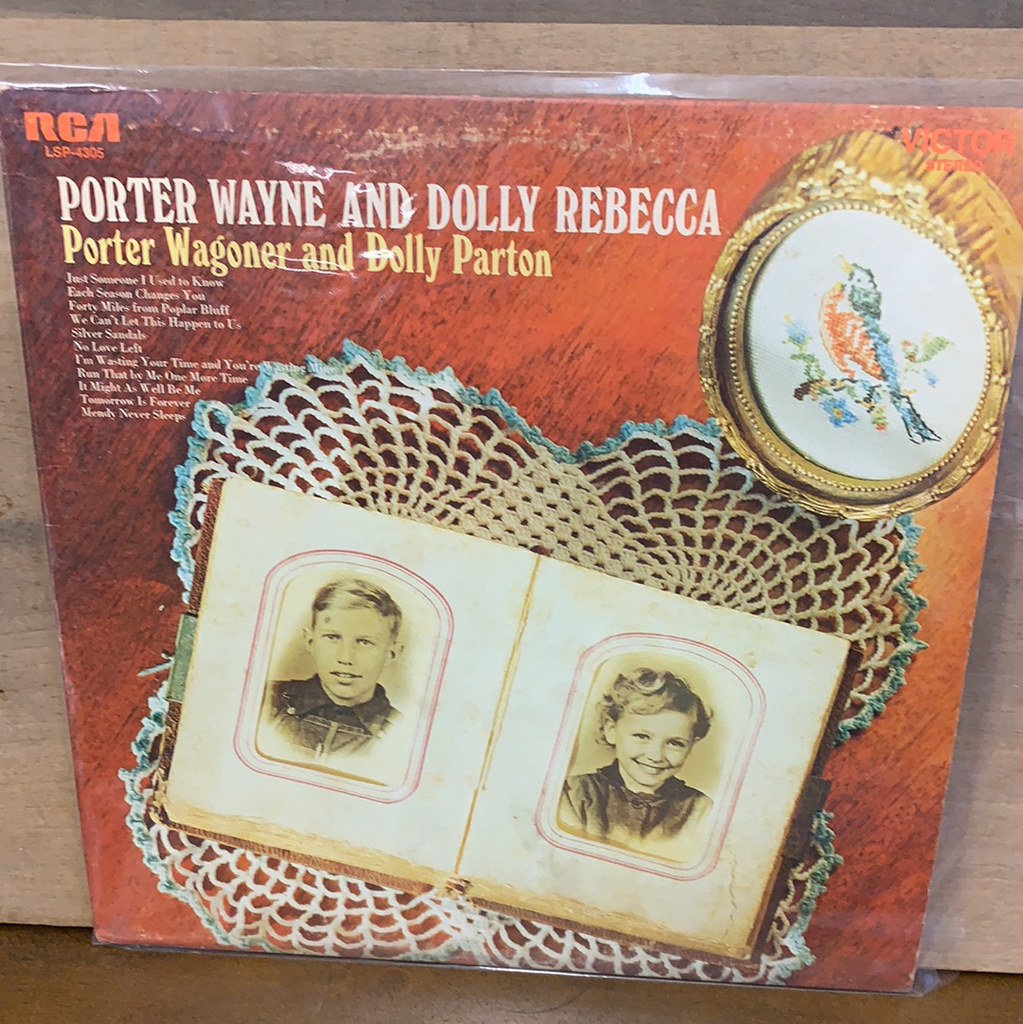 RCA
LSP-4305
VICTOR
STEREO
PORTER WAYNE AND DOLLY REBECCA
Porter Wagoner and Dolly Parton
Just Someone I Used to Know
Each Season Changes You
Forty Miles from Poplar Bluff
We Can't Let This Happen to Us
Silver Sandals
No Love Left
I'm Wasting Your Time and You're Wasting Mine
Run That by Me One More Time
It Might As Well Be Me
Tomorrow Is Forever
Mendy Never Sleeps